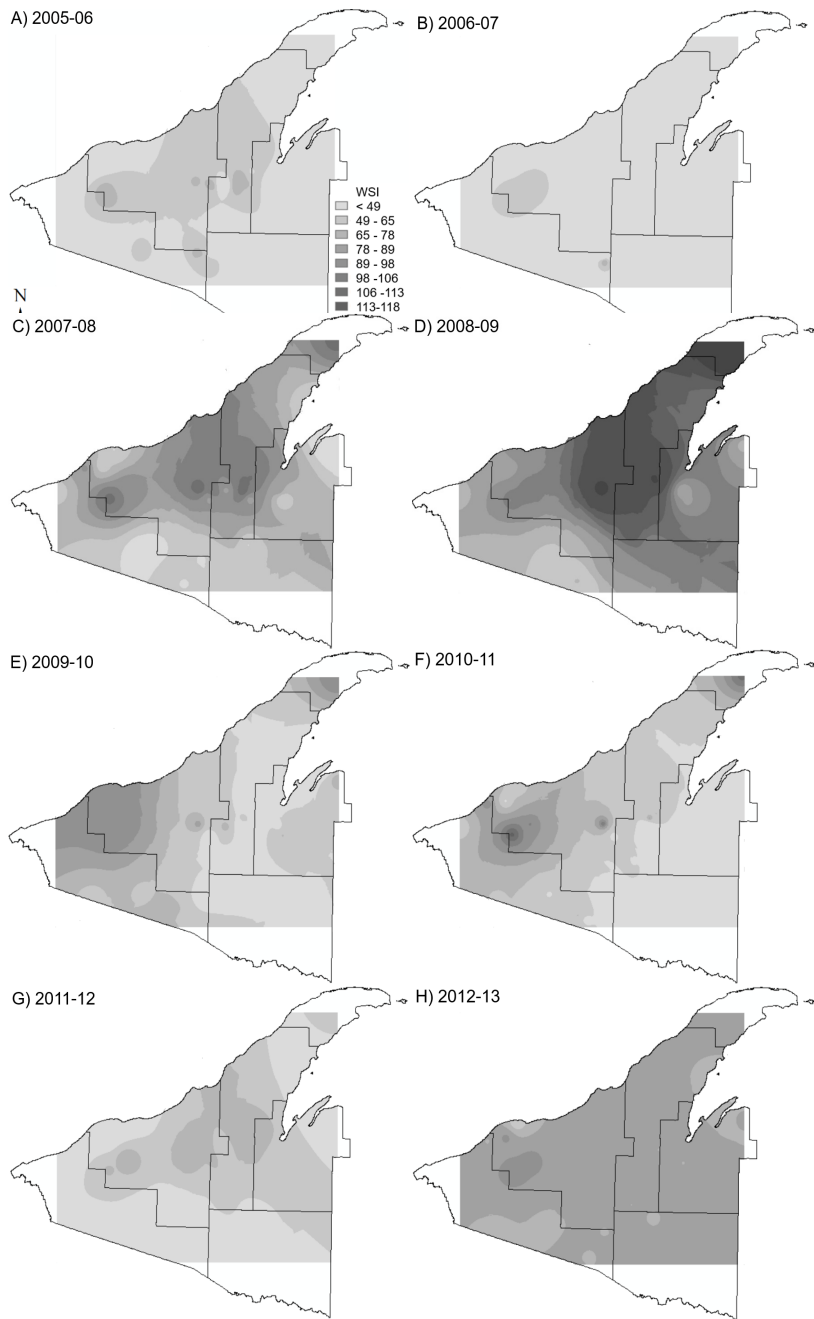 A) 2005-06
B) 2006-07
WSI
< 49
49 - 65
65 - 78
78 - 89
89 - 98
98 -106
106 -113
113-118
N
C) 2007-08
D) 2008-09
E) 2009-10
F) 2010-11
G) 2011-12
H) 2012-13